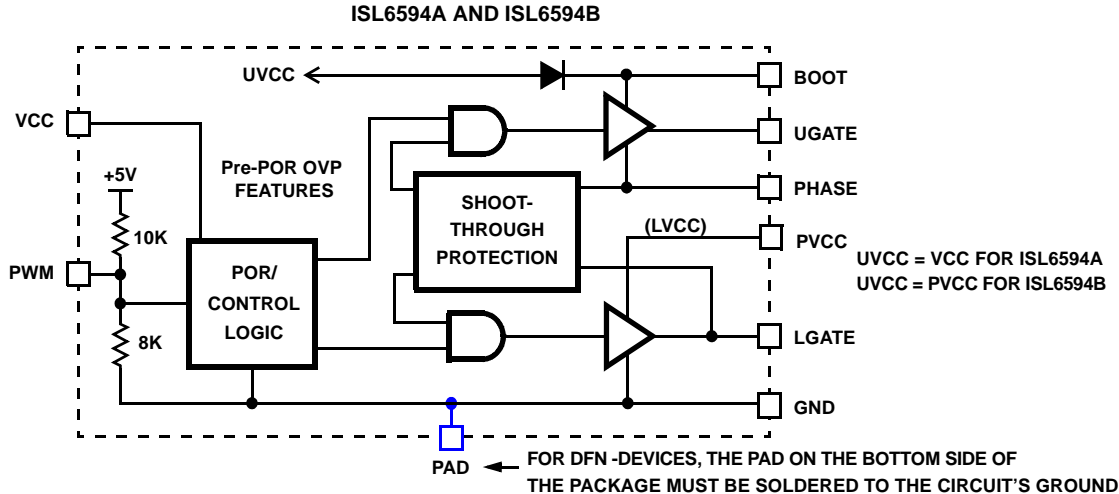 ISL6594A AND ISL6594B
UVCC
BOOT
VCC
UGATE
Pre-POR OVP
FEATURES
+5V
10K
SHOOT-
THROUGH
PROTECTION
PHASE
(LVCC)
PVCC
UVCC = VCC FOR ISL6594A
UVCC = PVCC FOR ISL6594B
PWM
POR/
CONTROL
LOGIC
8K
LGATE
GND
PAD
FOR DFN -DEVICES, THE PAD ON THE BOTTOM SIDE OF
THE PACKAGE MUST BE SOLDERED TO THE CIRCUIT'S GROUND